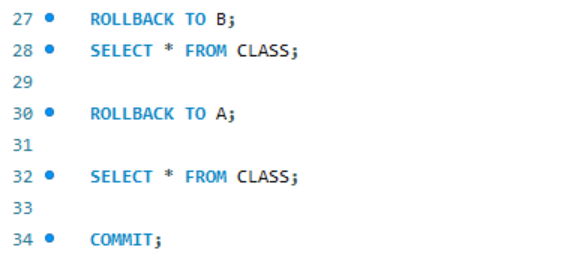 27 ROLLBACK TO B;
28 SELECT * FROM CLASS;
29
30 ROLLBACK TO A;
31
32 SELECT * FROM CLASS;
33
34 COMMIT;